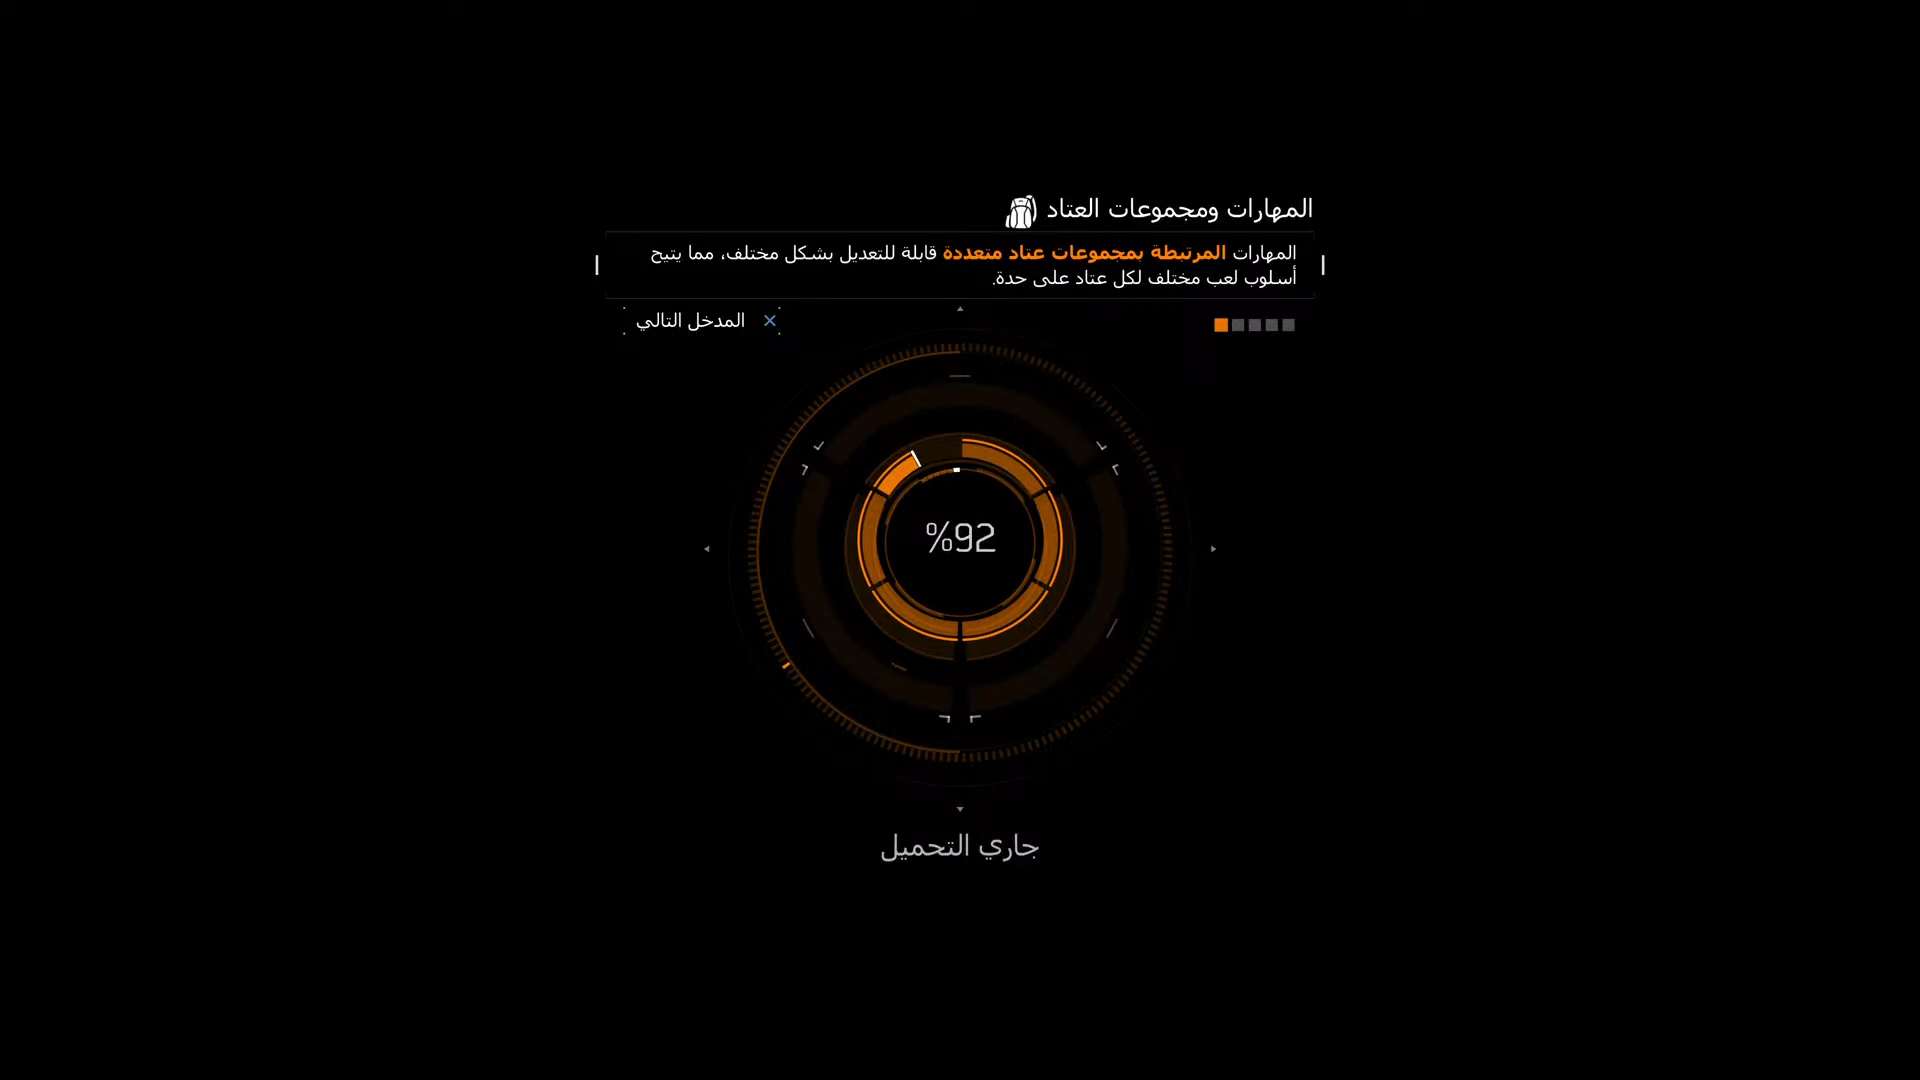 المهارات ومجموعات العتاد
المهارات المرتبطة بمجموعات عتاد متعددة قابلة للتعديل بشكل مختلف، مما يتيح
أسلوب لعب مختلف لكل عتاد على حدة.
المدخل التالي
%92
جاري التحميل